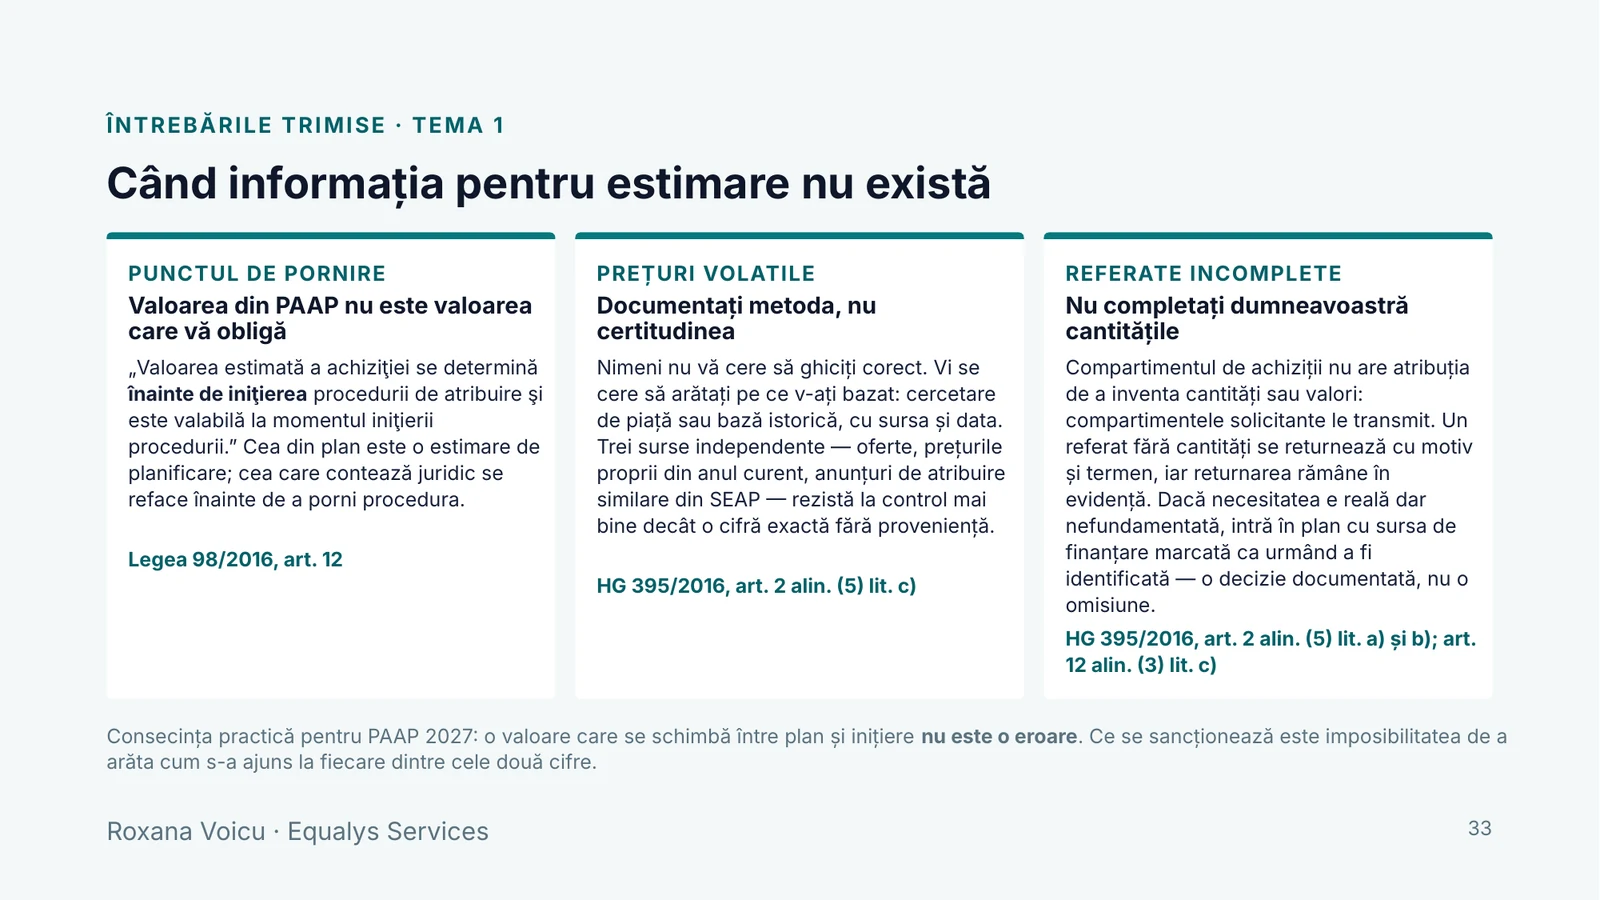 ÎNTREBĂRILE TRIMISE · TEMA 1
Când informația pentru estimare nu există
PUNCTUL DE PORNIRE
Valoarea din PAAP nu este valoarea
care vă obligă
„Valoarea estimată a achiziţiei se determină
înainte de iniţierea procedurii de atribuire şi
este valabilă la momentul iniţierii
procedurii.” Cea din plan este o estimare de
planificare; cea care contează juridic se
reface înainte de a porni procedura.
Legea 98/2016, art. 12
PREȚURI VOLATILE
Documentați metoda, nu
certitudinea
Nimeni nu vă cere să ghiciți corect. Vi se
cere să arătați pe ce v-ați bazat: cercetare
de piață sau bază istorică, cu sursa și data.
Trei surse independente — oferte, prețurile
proprii din anul curent, anunțuri de atribuire
similare din SEAP — rezistă la control mai
bine decât o cifră exactă fără proveniență.
HG 395/2016, art. 2 alin. (5) lit. c)
REFERATE INCOMPLETE
Nu completați dumneavoastră
cantitățile
Compartimentul de achiziții nu are atribuția
de a inventa cantități sau valori:
compartimentele solicitante le transmit. Un
referat fără cantități se returnează cu motiv
și termen, iar returnarea rămâne în
evidență. Dacă necesitatea e reală dar
nefundamentată, intră în plan cu sursa de
finanțare marcată ca urmând a fi
identificată — o decizie documentată, nu o
omisiune.
HG 395/2016, art. 2 alin. (5) lit. a) și b); art.
12 alin. (3) lit. c)
Consecința practică pentru PAAP 2027: o valoare care se schimbă între plan și inițiere nu este o eroare. Ce se sancționează este imposibilitatea de a
arăta cum s-a ajuns la fiecare dintre cele două cifre.
Roxana Voicu · Equalys Services
33